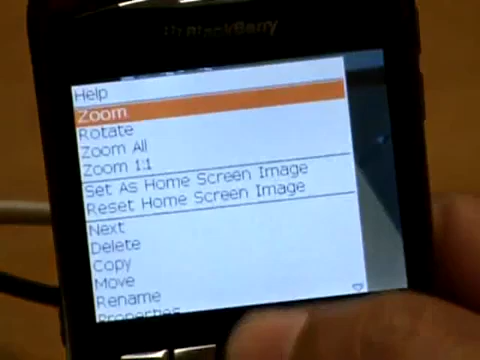 BlackBerry
Help
Zoom
Rotate
Zoom All
Zoom 1:1
Set As Home Screen Image
Reset Home Screen Image
Next
Delete
Copy
Move
Rename
Properties